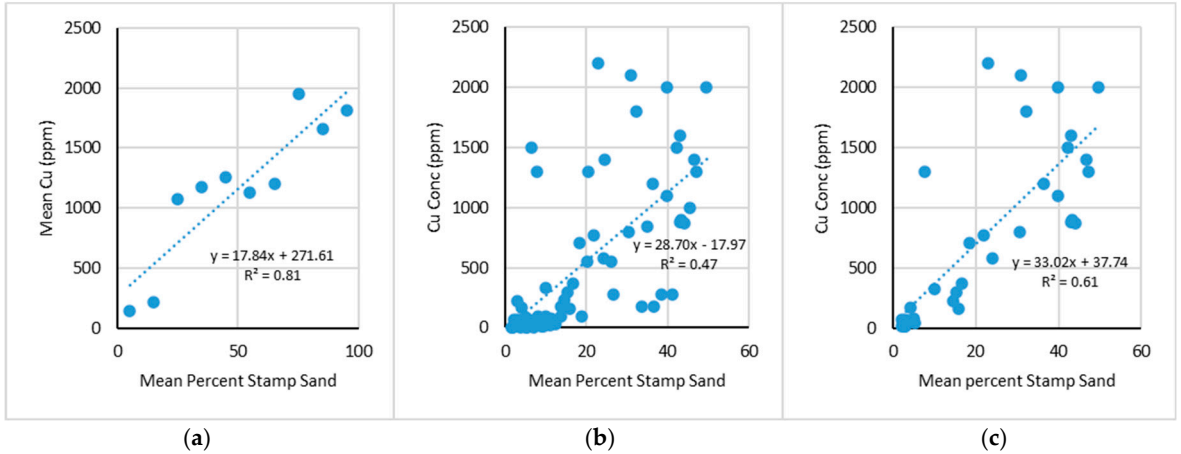 2500
2000
1500
1000
500
0
0
50
100
Mean Cu (ppm)
Mean Percent Stamp Sand
y = 17.84x + 271.61
R² = 0.81
(a)
2500
2000
1500
1000
500
0
0
20
40
60
Cu Conc (ppm)
Mean Percent Stamp Sand
y = 28.70x - 17.97
R² = 0.47
(b)
2500
2000
1500
1000
500
0
0
20
40
60
Cu Conc (ppm)
Mean percent Stamp Sand
y = 33.02x + 37.74
R² = 0.61
(c)